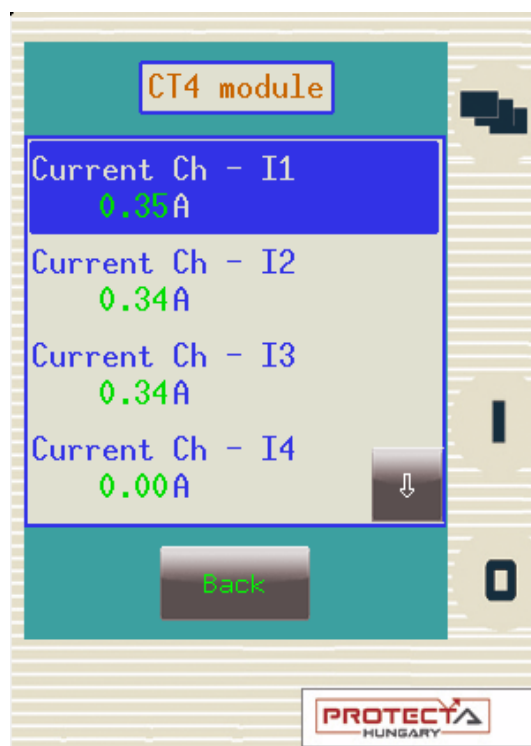 CT4 module
Current Ch - I1
0.35A
Current Ch - I2
0.34A
Current Ch - I3
0.34A
Current Ch - I4
0.00A
⇩
Back
I
O
PROTECTA
HUNGARY